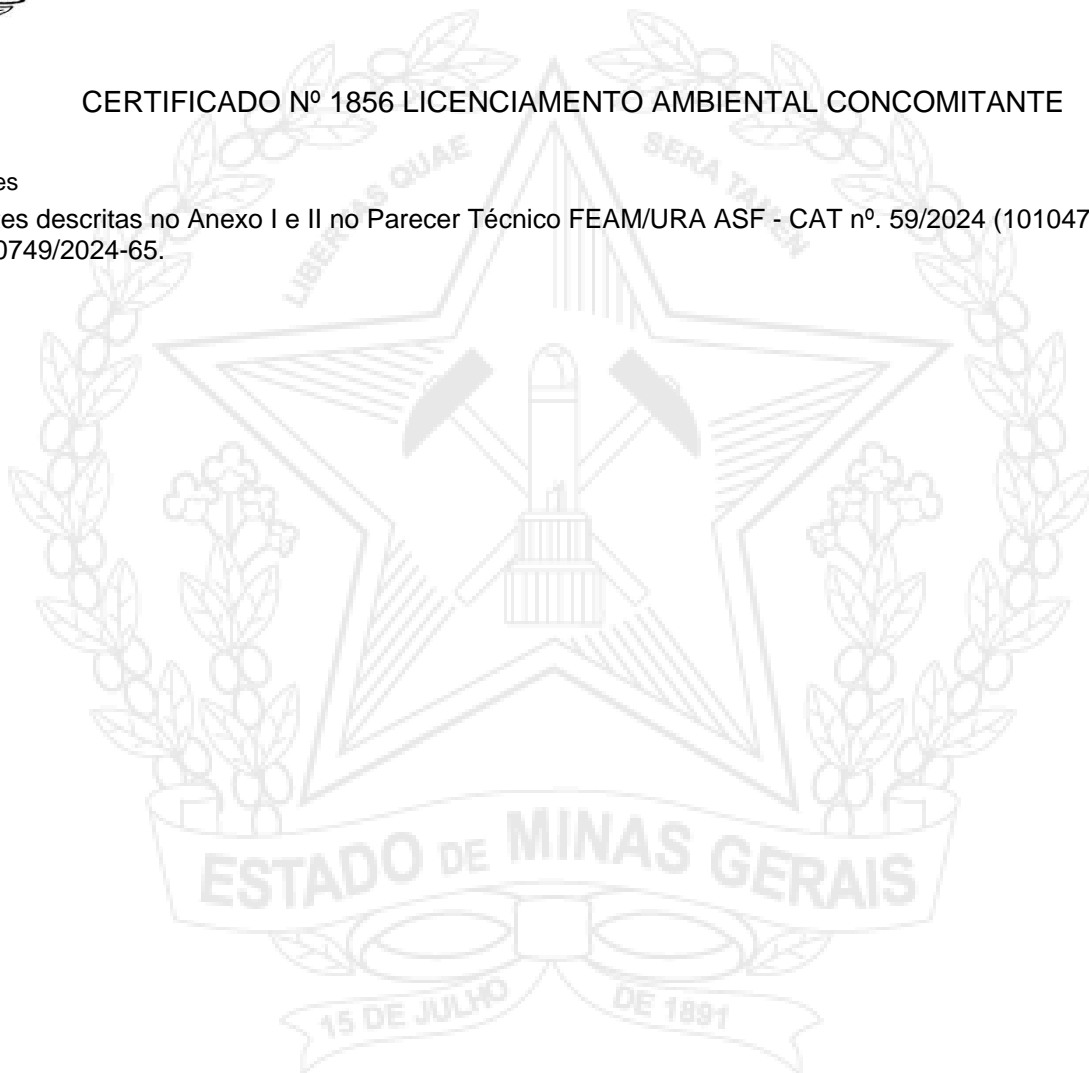 CERTIFICADO Nº 1856 LICENCIAMENTO AMBIENTAL CONCOMITANTE
es
es descritas no Anexo I e II no Parecer Técnico FEAM/URA ASF - CAT nº. 59/2024 (101047
0749/2024-65.
LIBERTAS QUAE SERA TAMEN
ESTADO DE MINAS GERAIS
15 DE JULHO DE 1891